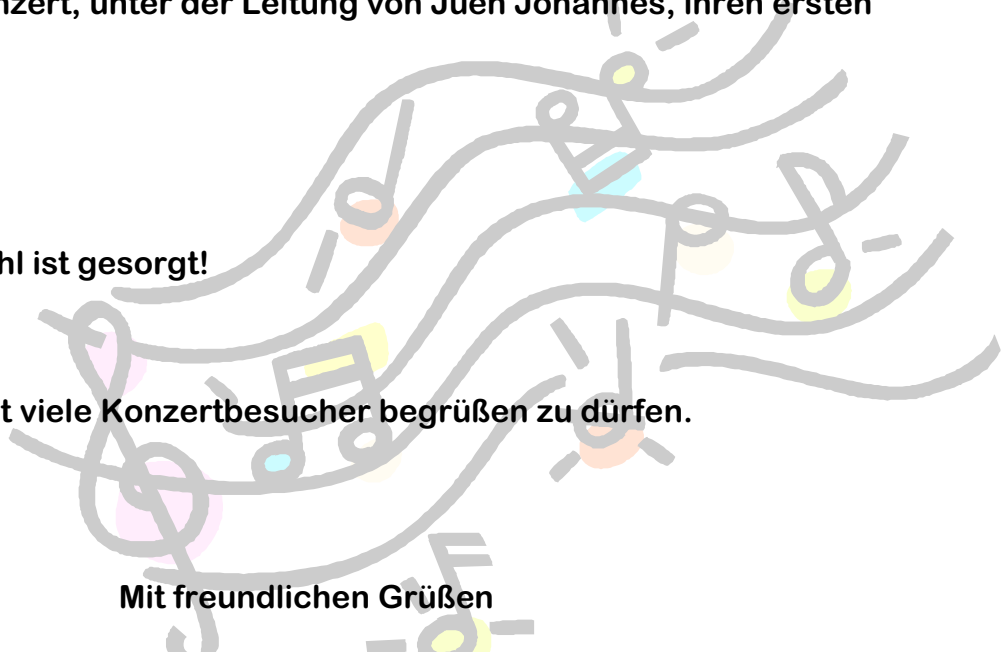 nzert, unter der Leitung von Juen Johannes, ihren ersten
hl ist gesorgt!
t viele Konzertbesucher begrüßen zu dürfen.
Mit freundlichen Grüßen